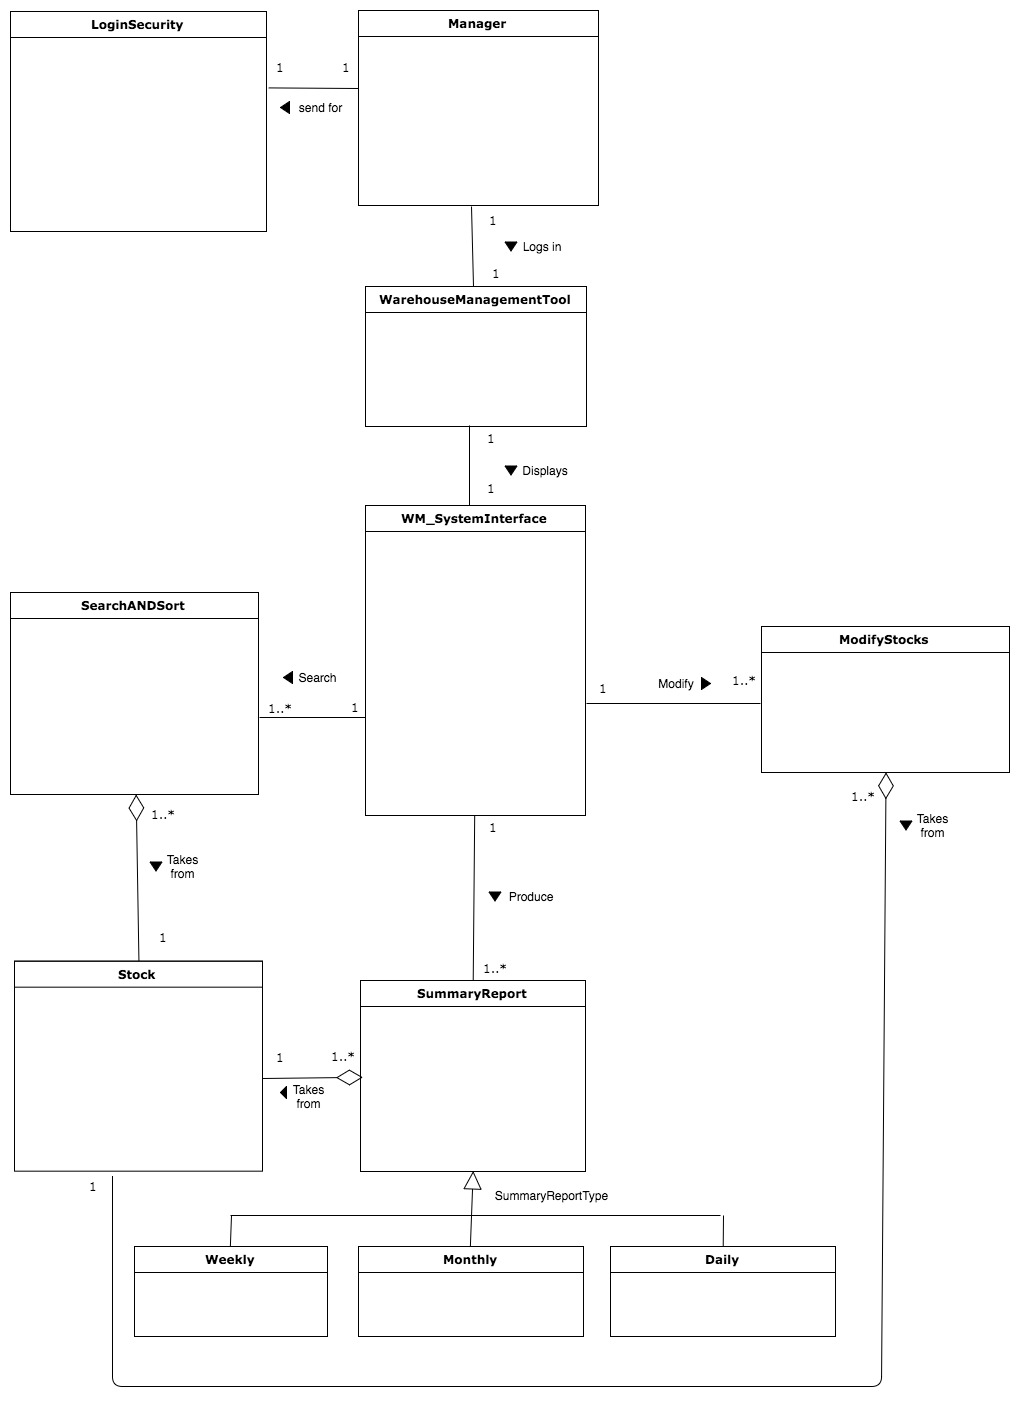 LoginSecurity
Manager
1
1
send for
1
Logs in
1
WarehouseManagementTool
1
Displays
1
WM_SystemInterface
SearchANDSort
ModifyStocks
Search
1..*
1
1
Modify
1..*
1..*
Takes
from
1
1
Produce
1..*
1..*
Takes
from
Stock
SummaryReport
1
1..*
Takes
from
1
SummaryReportType
Weekly
Monthly
Daily